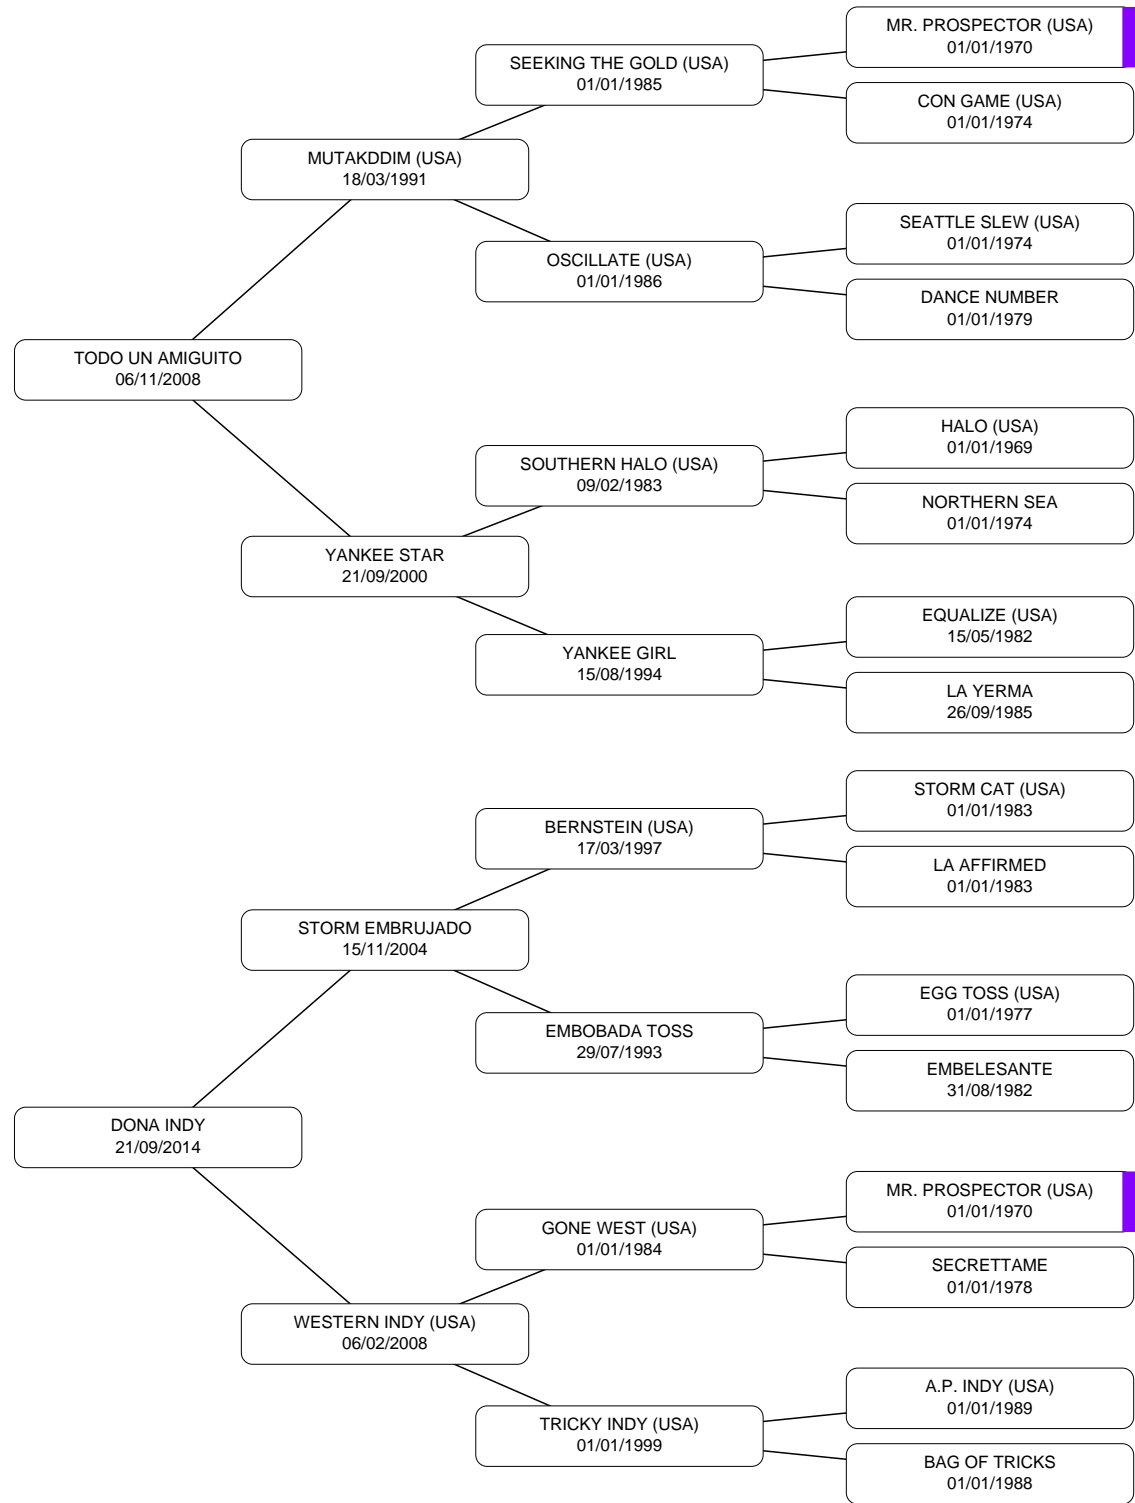 MR. PROSPECTOR (USA)
01/01/1970
SEEKING THE GOLD (USA)
01/01/1985
CON GAME (USA)
01/01/1974
MUTAKDDIM (USA)
18/03/1991
SEATTLE SLEW (USA)
01/01/1974
OSCILLATE (USA)
01/01/1986
DANCE NUMBER
01/01/1979
TODO UN AMIGUITO
06/11/2008
HALO (USA)
01/01/1969
SOUTHERN HALO (USA)
09/02/1983
NORTHERN SEA
01/01/1974
YANKEE STAR
21/09/2000
EQUALIZE (USA)
15/05/1982
YANKEE GIRL
15/08/1994
LA YERMA
26/09/1985
STORM CAT (USA)
01/01/1983
BERNSTEIN (USA)
17/03/1997
LA AFFIRMED
01/01/1983
STORM EMBRUJADO
15/11/2004
EGG TOSS (USA)
01/01/1977
EMBOBADA TOSS
29/07/1993
EMBELESANTE
31/08/1982
DONA INDY
21/09/2014
MR. PROSPECTOR (USA)
01/01/1970
GONE WEST (USA)
01/01/1984
SECRETTAME
01/01/1978
WESTERN INDY (USA)
06/02/2008
A.P. INDY (USA)
01/01/1989
TRICKY INDY (USA)
01/01/1999
BAG OF TRICKS
01/01/1988